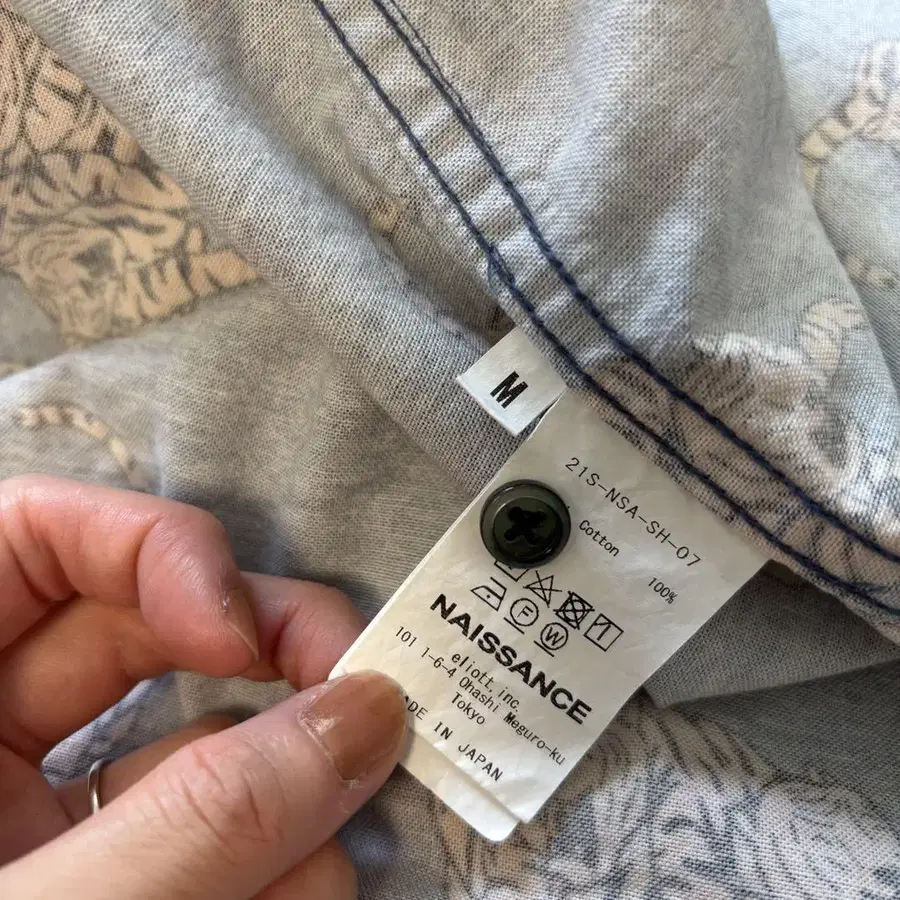 M
21S-NSA-SH-07
Cotton 100%
F W
NAISSANCE
eliott, inc.
101 1-6-4 Ohashi Meguro-ku
Tokyo
ADE IN JAPAN